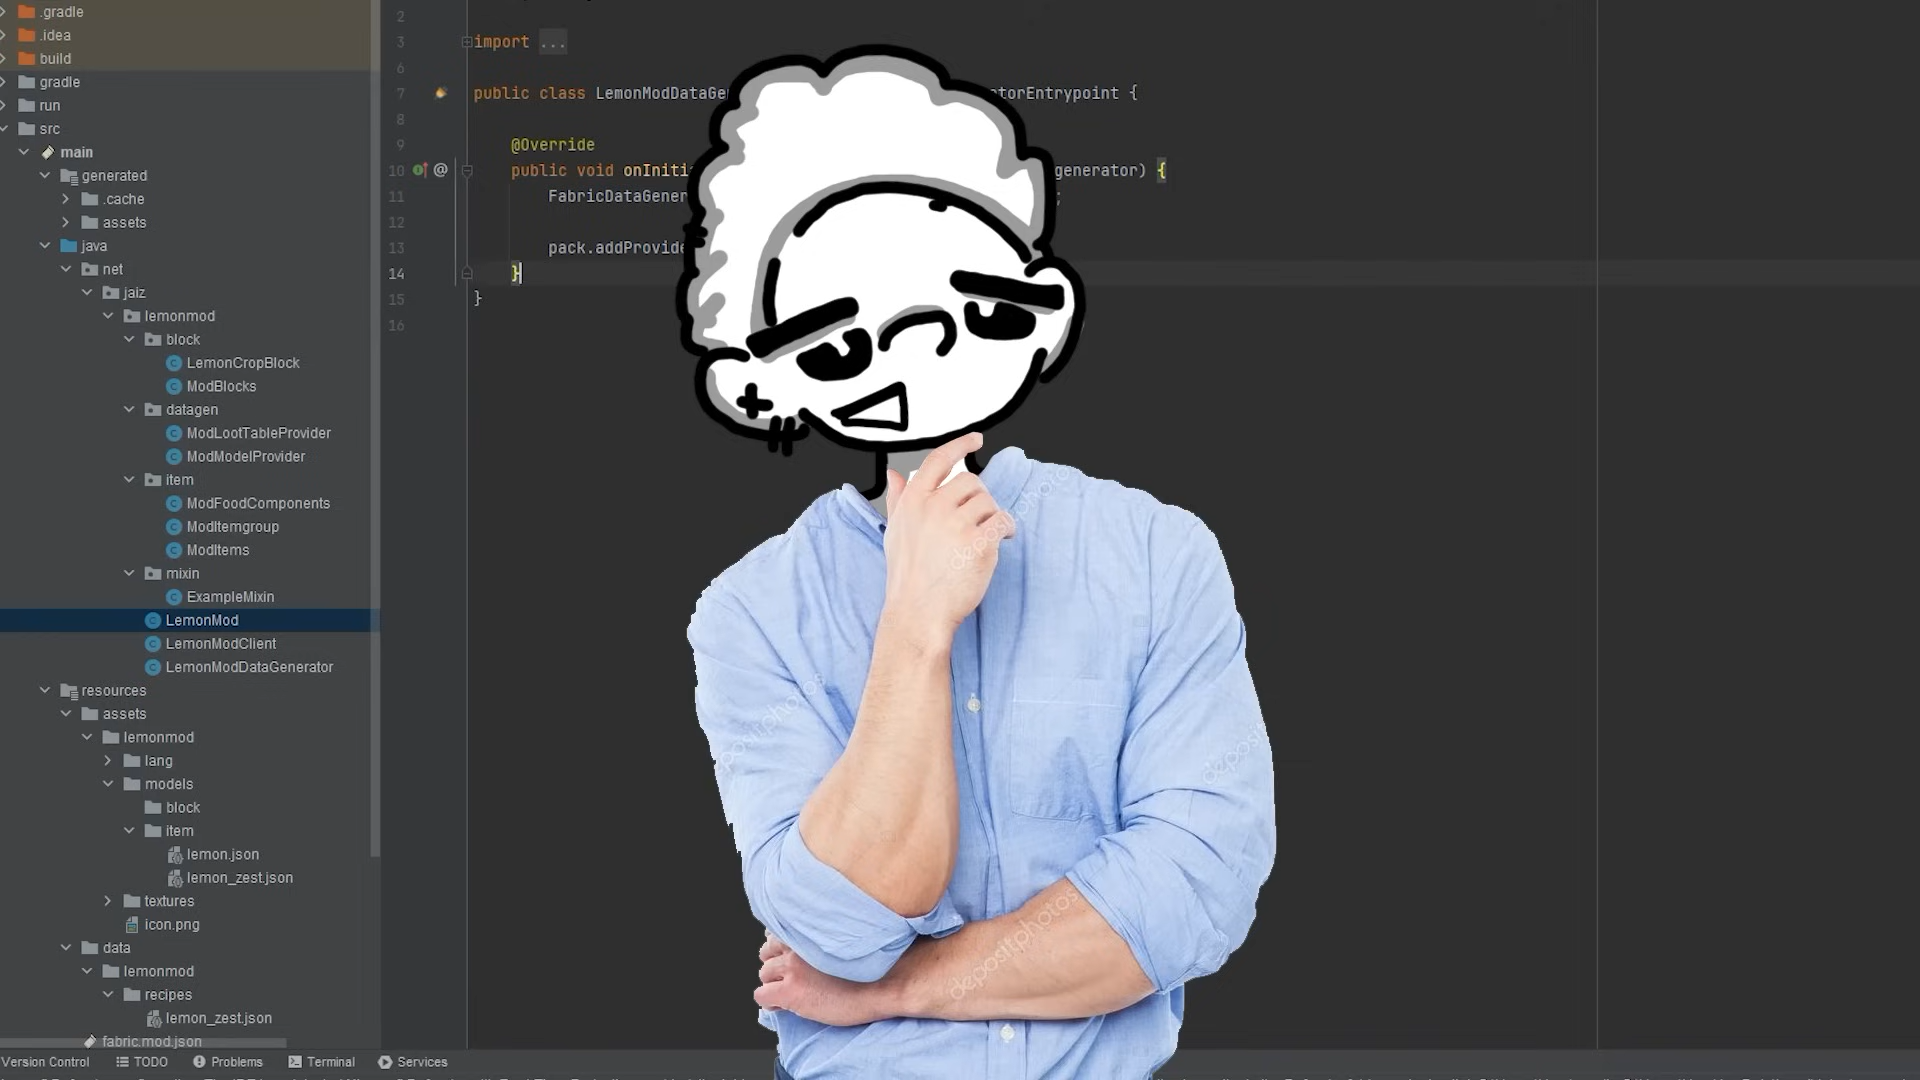 .gradle
.idea
build
gradle
run
src
main
generated
.cache
assets
java
net
jaiz
lemonmod
block
LemonCropBlock
ModBlocks
datagen
ModLootTableProvider
ModModelProvider
item
ModFoodComponents
ModItemgroup
ModItems
mixin
ExampleMixin
LemonMod
LemonModClient
LemonModDataGenerator
resources
assets
lemonmod
lang
models
block
item
lemon.json
lemon_zest.json
textures
icon.png
data
lemonmod
recipes
lemon_zest.json
fabric.mod.json
Version Control TODO Problems Terminal Services
2
3 import ...
6
7 public class LemonModDataGe torEntrypoint {
8
9 @Override
10 @ public void onIniti generator) {
11 FabricDataGener ;
12
13 pack.addProvide
14 }
15 }
16
depositphotos
depositphotos
depositphotos